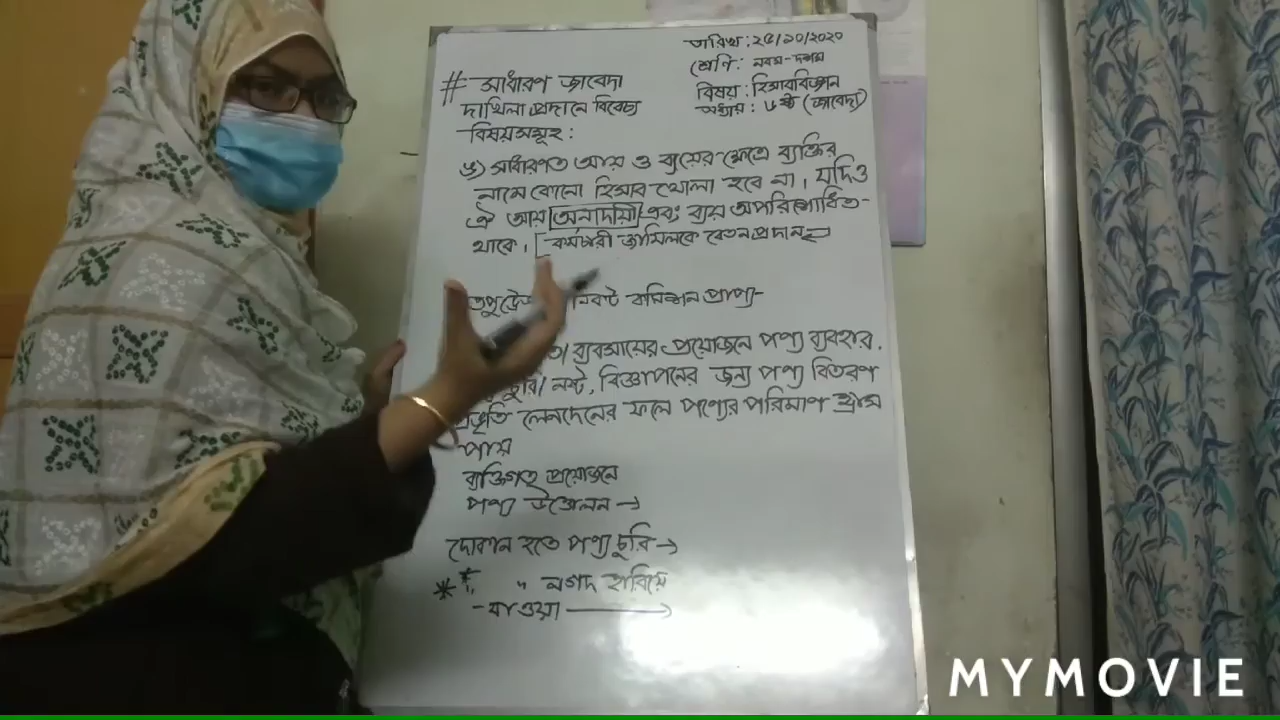 তারিখ : ২৫/১০/২০২০
শ্রেণি : নবম-দশম
বিষয় : হিসাববিজ্ঞান
অধ্যায় : ৬ষ্ঠ (জাবেদা)
# সাধারণ জাবেদা
দাখিলা প্রদানে বিবেচ্য
বিষয়সমূহ :
৬) সাধারণত আয় ও ব্যয়ের ক্ষেত্রে ব্যক্তির
নামে কোনো হিসাব খোলা হবে না। যদিও
ঐ আয় অনাদায়ী এবং ব্যয় অপরিশোধিত-
থাকে। কর্মচারী জামিলকে বেতন প্রদান
কমিশন প্রাপ্য-
ব্যবসায়ের প্রয়োজনে পণ্য ব্যবহার,
চুরি/নষ্ট, বিজ্ঞাপনের জন্য পণ্য বিতরণ
প্রভৃতি লেনদেনের ফলে পণ্যের পরিমাণ হ্রাস
পায়
ব্যক্তিগত প্রয়োজনে
পণ্য উত্তোলন →
দোকান হতে পণ্য চুরি →
** " " নগদ হারিয়ে
-যাওয়া →
MYMOVIE